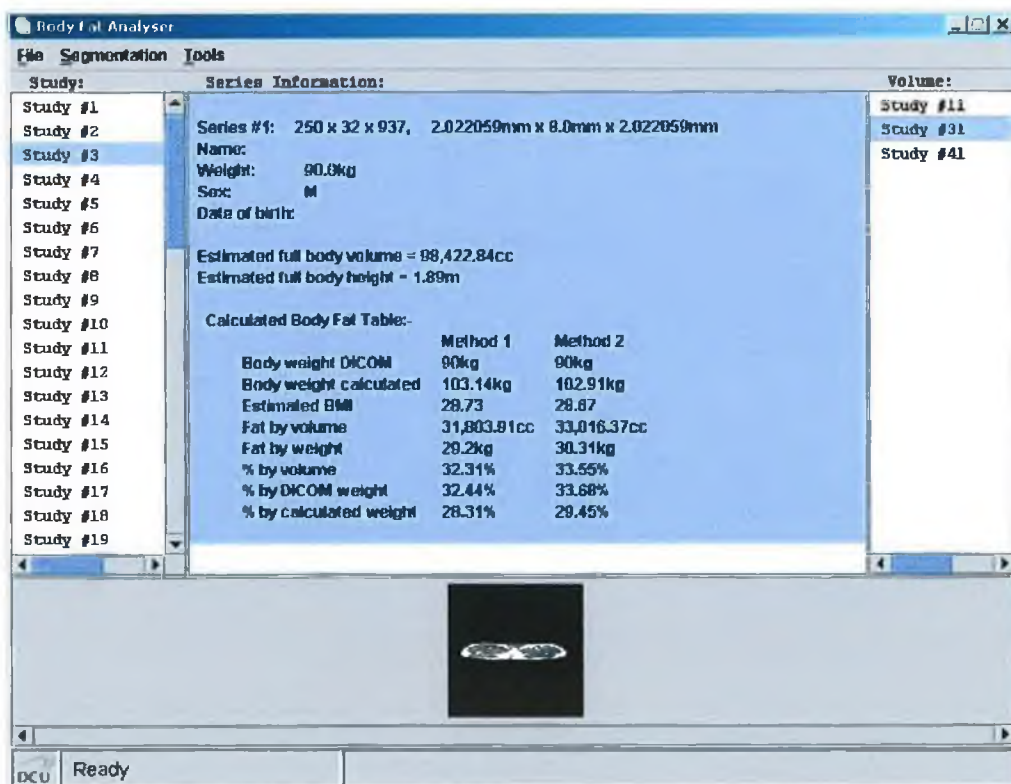 Body Fat Analyser
File Segmentation Tools
Study: Series Information: Volume:
Study #1
Study #2
Study #3
Study #4
Study #5
Study #6
Study #7
Study #8
Study #9
Study #10
Study #11
Study #12
Study #13
Study #14
Study #15
Study #16
Study #17
Study #18
Study #19
Series #1: 250 x 32 x 937, 2.022059mm x 8.0mm x 2.022059mm
Name:
Weight: 90.0kg
Sex: M
Date of birth:
Estimated full body volume = 98,422.84cc
Estimated full body height = 1.89m
Calculated Body Fat Table:-
Method 1 Method 2
Body weight DICOM 90kg 90kg
Body weight calculated 103.14kg 102.91kg
Estimated BMI 28.73 28.67
Fat by volume 31,803.91cc 33,016.37cc
Fat by weight 29.2kg 30.31kg
% by volume 32.31% 33.55%
% by DICOM weight 32.44% 33.68%
% by calculated weight 28.31% 29.45%
Study #11
Study #31
Study #41
DCU Ready